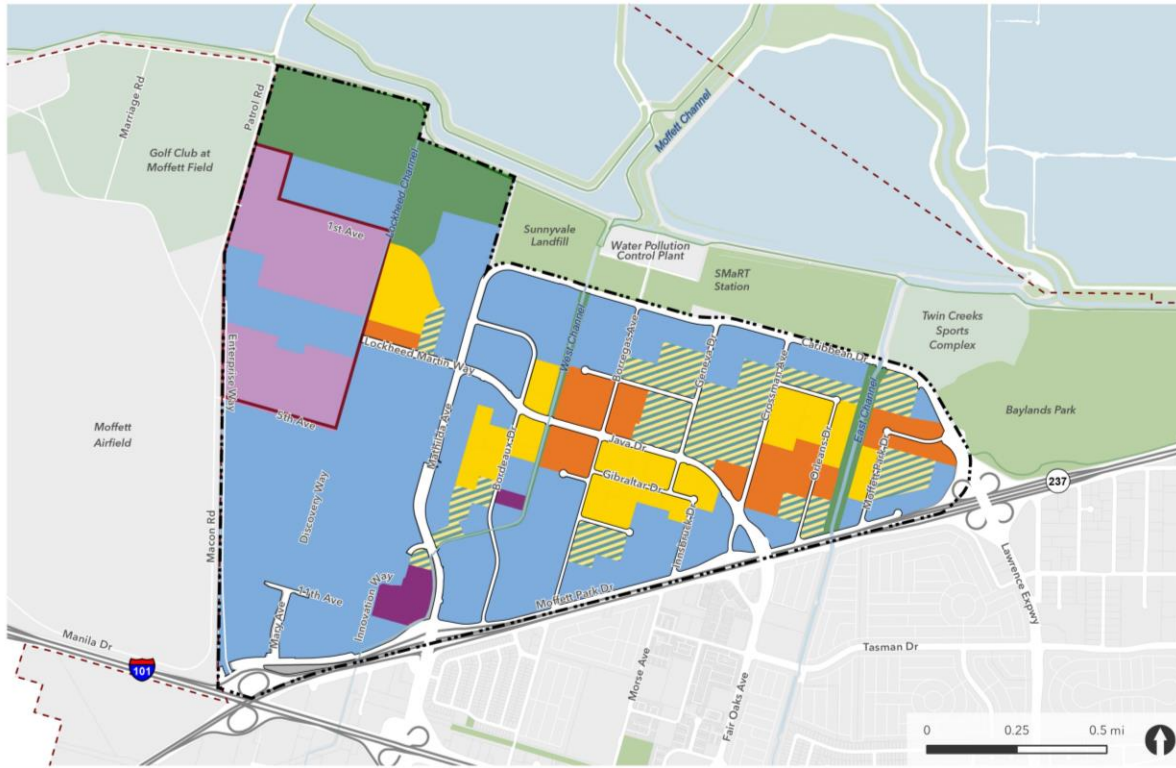 Marriage Rd
Patrol Rd
Golf Club at
Moffett Field
Moffett Channel
Lockheed Channel
1st Ave
Sunnyvale
Landfill
Water Pollution
Control Plant
SMaRT
Station
Twin Creeks
Sports
Complex
Baylands Park
Caribbean Dr
West Channel
Borregas Ave
Geneva Dr
Crossman Ave
East Channel
Enterprise Way
Lockheed Martin Way
5th Ave
Moffett
Airfield
Mathilda Ave
Bordeaux Dr
Java Dr
Gibraltar Dr
Orleans Dr
Moffett Park Dr
237
Discovery Way
Macon Rd
Innsbruck Dr
Lawrence Expwy
11th Ave
Mary Ave
Innovation Way
Moffett Park Dr
Manila Dr
101
Morse Ave
Fair Oaks Ave
Tasman Dr
0 0.25 0.5 mi